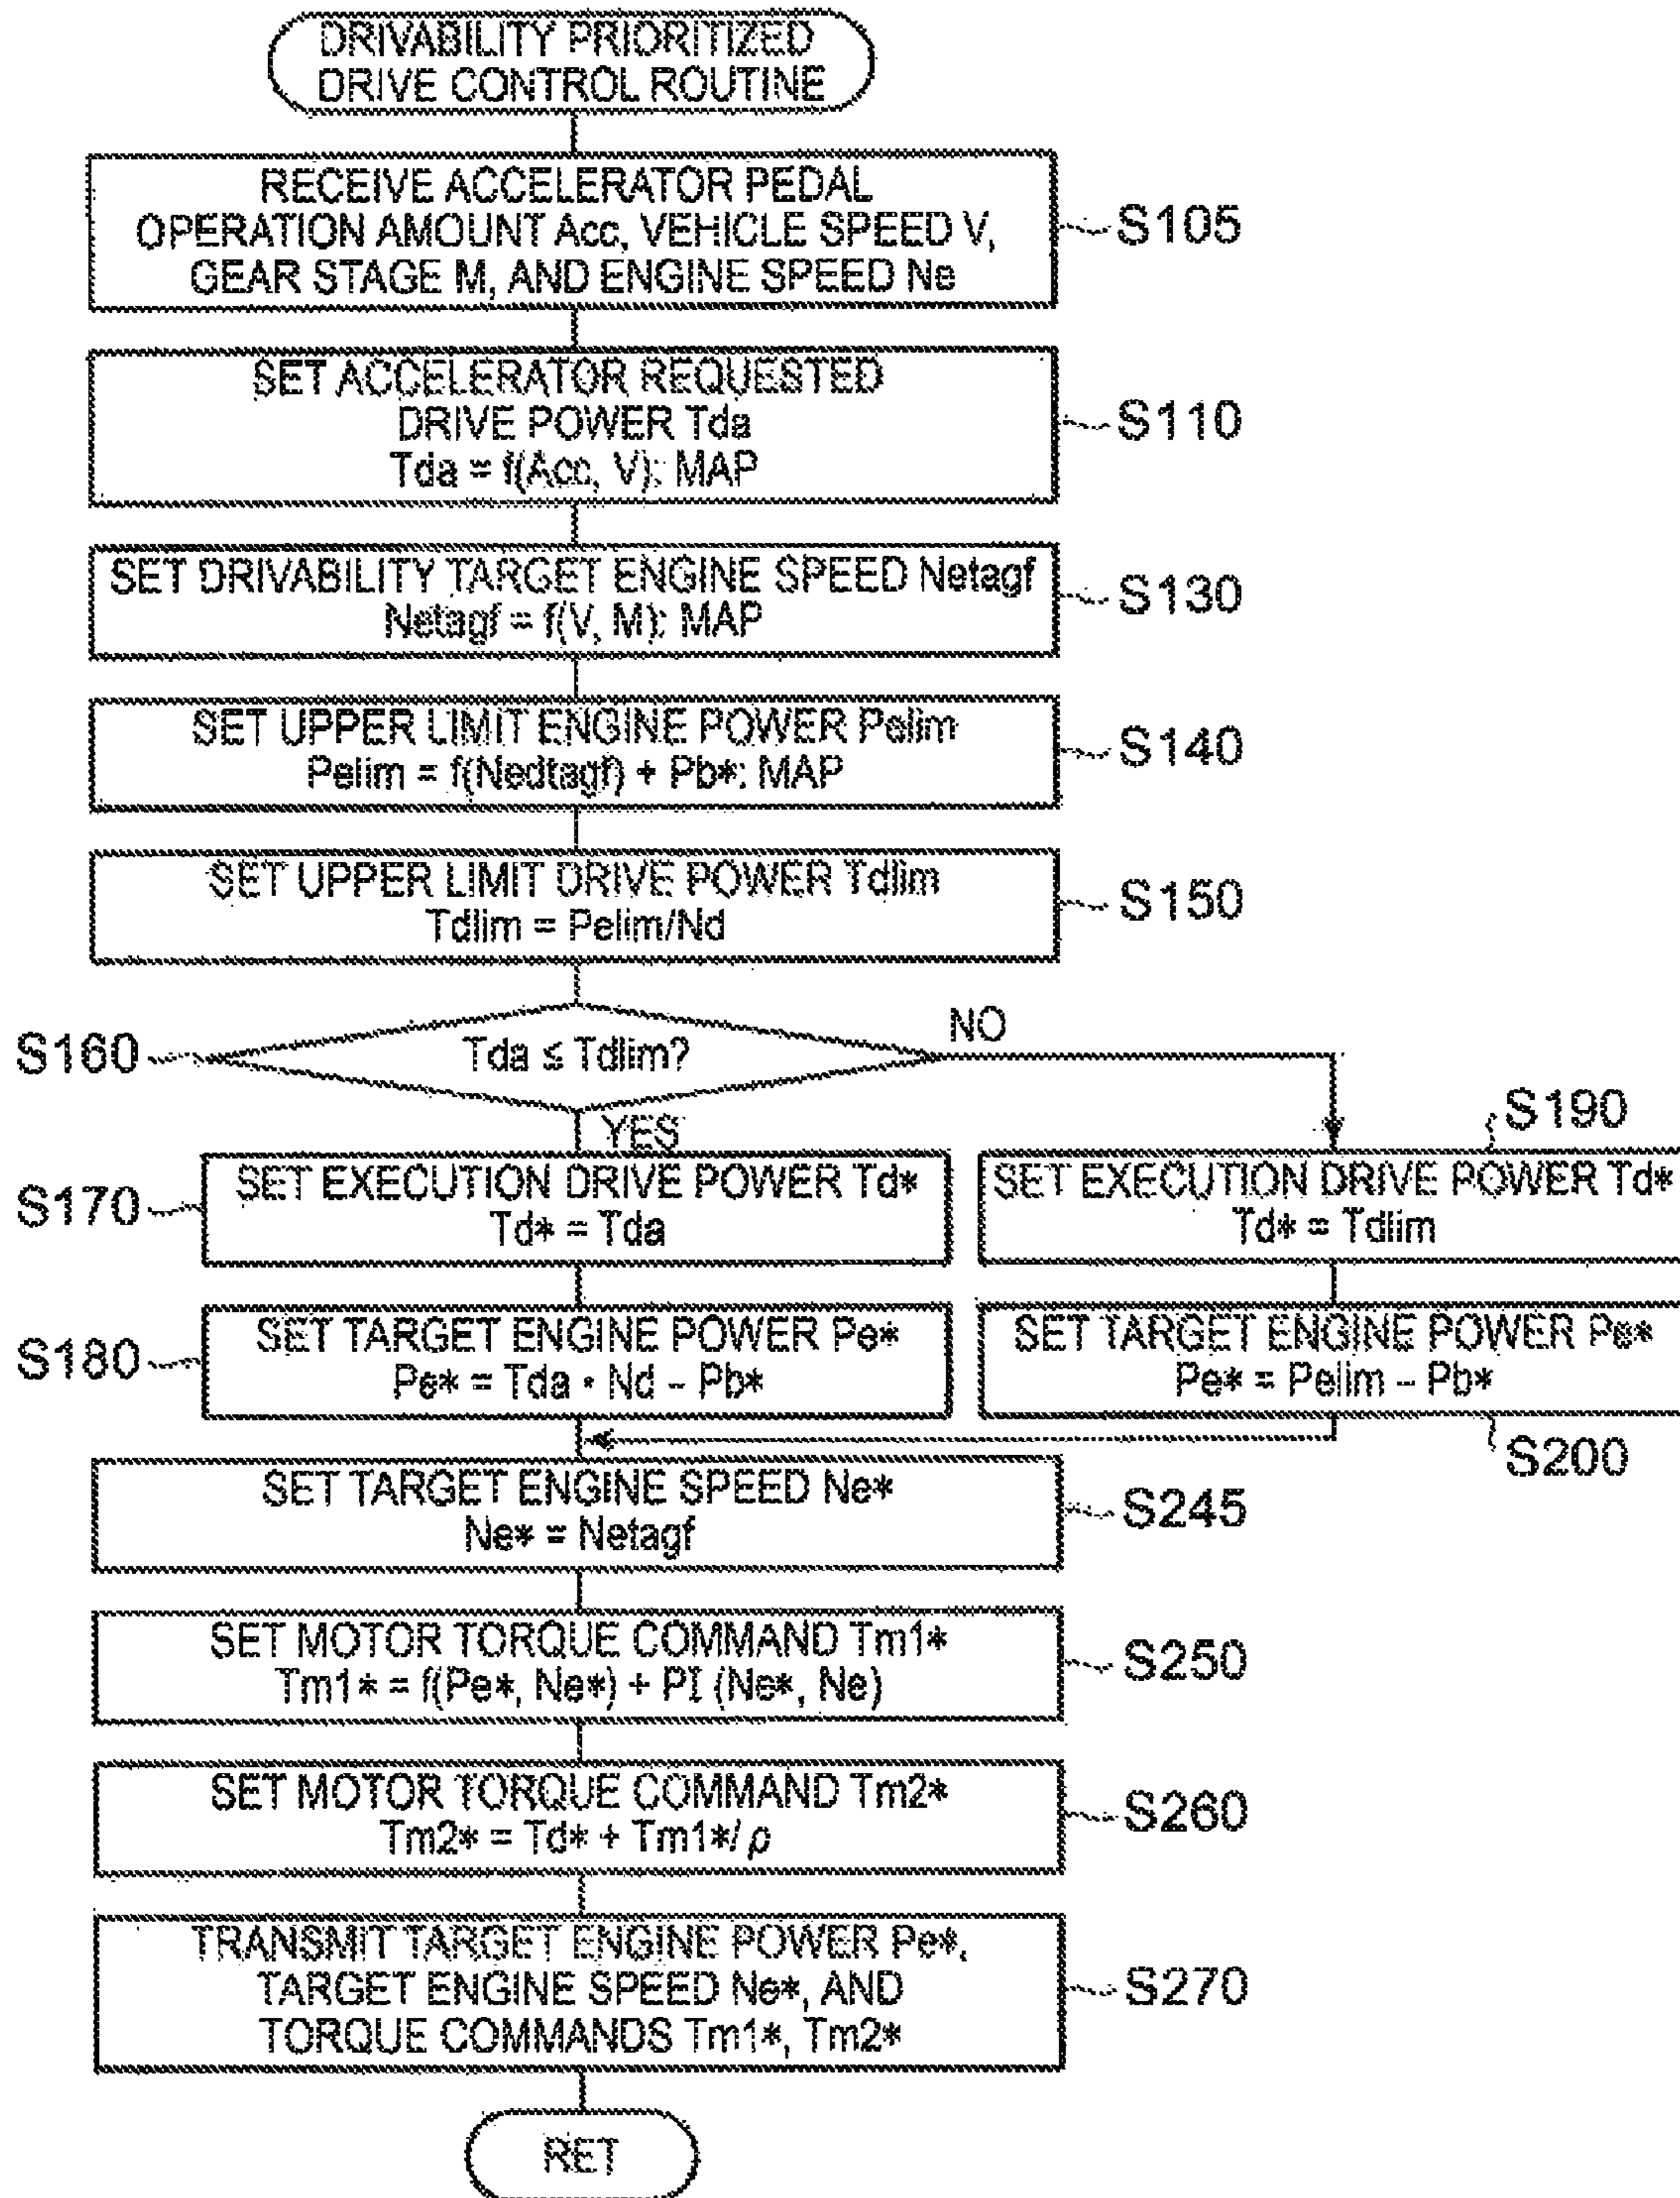 DRIVABILITY PRIORITIZED
DRIVE CONTROL ROUTINE
RECEIVE ACCELERATOR PEDAL
OPERATION AMOUNT Acc, VEHICLE SPEED V,
GEAR STAGE M, AND ENGINE SPEED Ne
S105
SET ACCELERATOR REQUESTED
DRIVE POWER Tda
Tda = f(Acc, V): MAP
S110
SET DRIVABILITY TARGET ENGINE SPEED Netagf
Netagf = f(V, M): MAP
S130
SET UPPER LIMIT ENGINE POWER Pelim
Pelim = f(Nedtagf) + Pb*: MAP
S140
SET UPPER LIMIT DRIVE POWER Tdlim
Tdlim = Pelim/Nd
S150
S160
Tda ≤ Tdlim?
NO
YES
S170
SET EXECUTION DRIVE POWER Td*
Td* = Tda
S190
SET EXECUTION DRIVE POWER Td*
Td* = Tdlim
S180
SET TARGET ENGINE POWER Pe*
Pe* = Tda · Nd – Pb*
SET TARGET ENGINE POWER Pe*
Pe* = Pelim – Pb*
S200
SET TARGET ENGINE SPEED Ne*
Ne* = Netagf
S245
SET MOTOR TORQUE COMMAND Tm1*
Tm1* = f(Pe*, Ne*) + PI (Ne*, Ne)
S250
SET MOTOR TORQUE COMMAND Tm2*
Tm2* = Td* + Tm1*/ρ
S260
TRANSMIT TARGET ENGINE POWER Pe*,
TARGET ENGINE SPEED Ne*, AND
TORQUE COMMANDS Tm1*, Tm2*
S270
RET